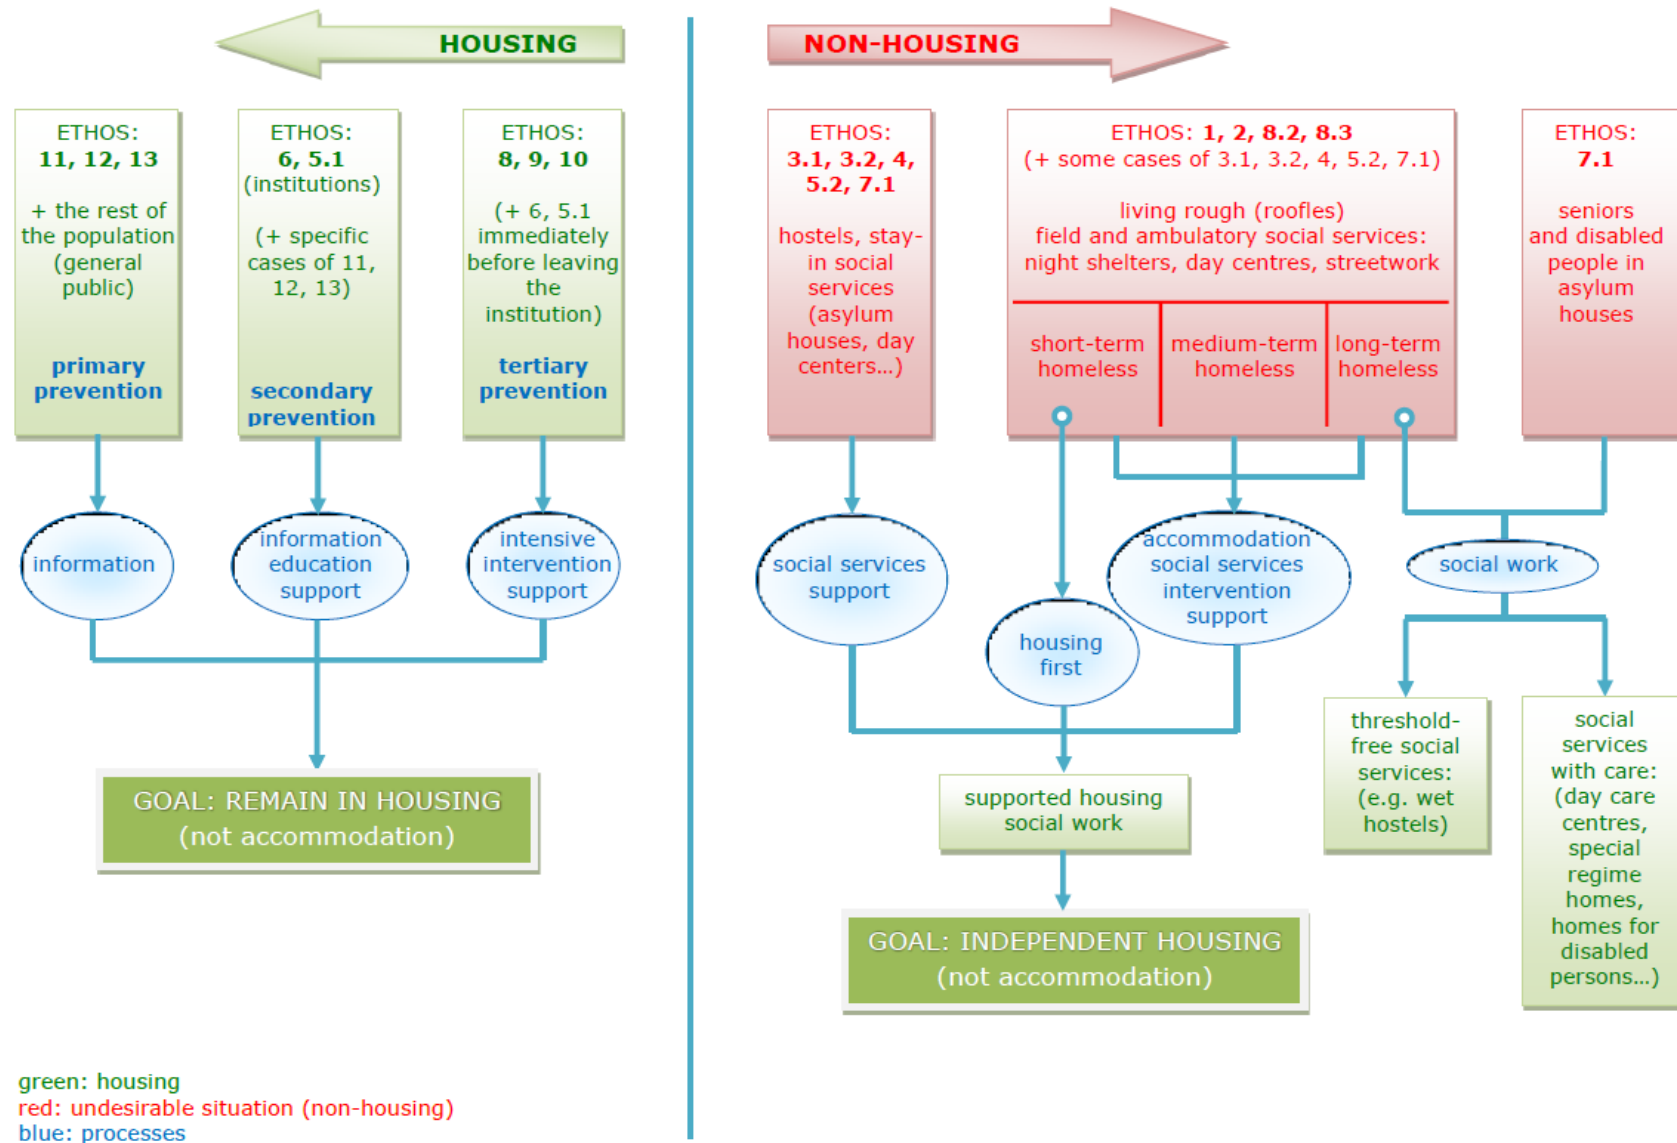 HOUSING
NON-HOUSING
ETHOS:
11, 12, 13
+ the rest of
the population
(general
public)
primary
prevention
ETHOS:
6, 5.1
(institutions)
(+ specific
cases of 11,
12, 13)
secondary
prevention
ETHOS:
8, 9, 10
(+ 6, 5.1
immediately
before leaving
the
institution)
tertiary
prevention
ETHOS:
3.1, 3.2, 4,
5.2, 7.1
hostels, stay-
in social
services
(asylum
houses, day
centers...)
ETHOS: 1, 2, 8.2, 8.3
(+ some cases of 3.1, 3.2, 4, 5.2, 7.1)
living rough (roofles)
field and ambulatory social services:
night shelters, day centres, streetwork
short-term
homeless
medium-term
homeless
long-term
homeless
ETHOS:
7.1
seniors
and disabled
people in
asylum
houses
information
information
education
support
intensive
intervention
support
social services
support
housing
first
accommodation
social services
intervention
support
social work
GOAL: REMAIN IN HOUSING
(not accommodation)
supported housing
social work
GOAL: INDEPENDENT HOUSING
(not accommodation)
threshold-
free social
services:
(e.g. wet
hostels)
social
services
with care:
(day care
centres,
special
regime
homes,
homes for
disabled
persons...)
green: housing
red: undesirable situation (non-housing)
blue: processes